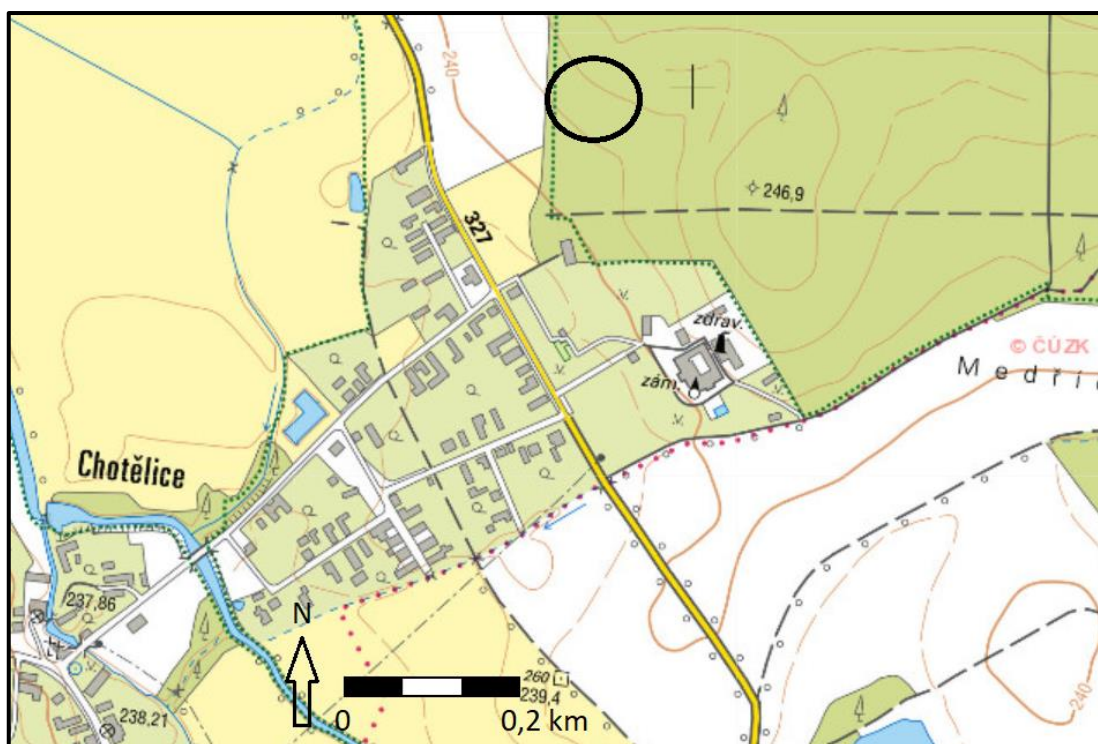 240
327
246,9
zdrav.
zám.
© ČÚZK
Medříc
Chotělice
237,86
238,21
N
0
0,2 km
260
239,4
240